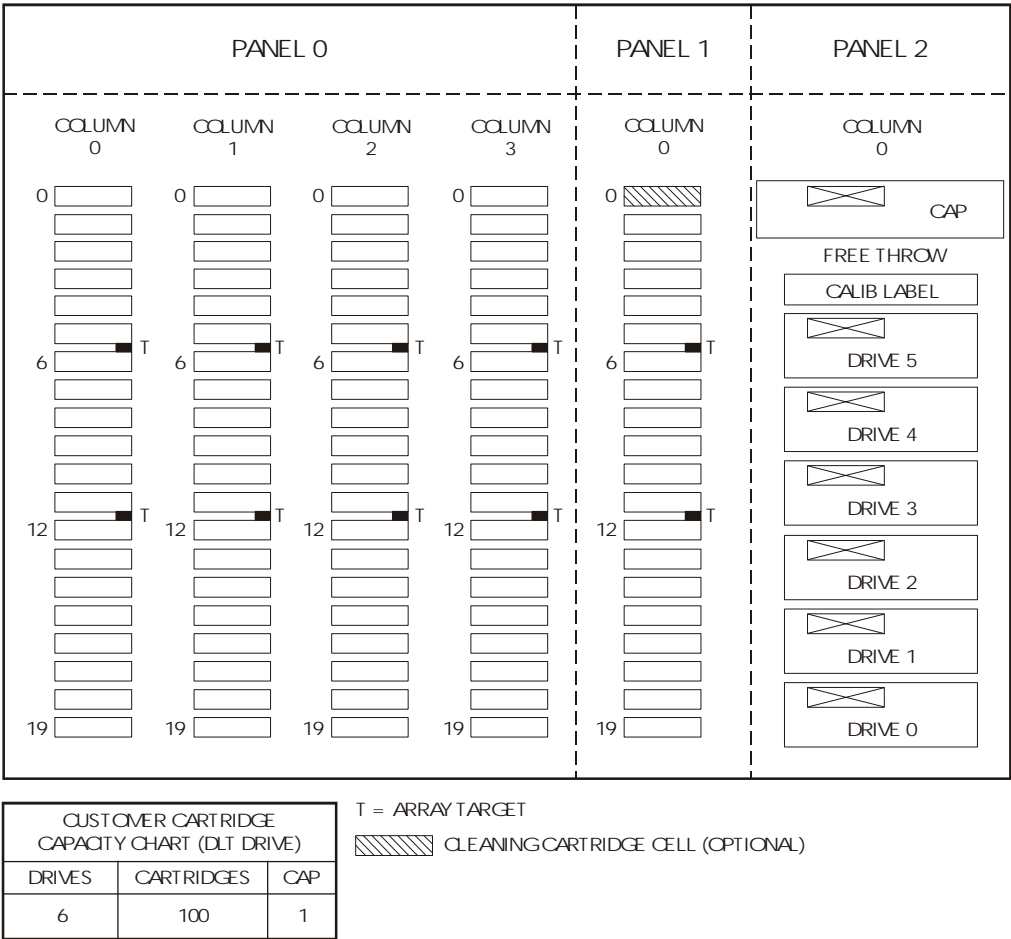 PANEL 0 PANEL 1 PANEL 2
COLUMN COLUMN COLUMN COLUMN COLUMN COLUMN
0 1 2 3 0 0
0 0 0 0 0
CAP
FREE THROW
CALIB LABEL
T T T T T
6 6 6 6 6 DRIVE 5
DRIVE 4
DRIVE 3
T T T T T
12 12 12 12 12
DRIVE 2
DRIVE 1
19 19 19 19 19 DRIVE 0
T = ARRAY TARGET
CLEANING CARTRIDGE CELL (OPTIONAL)
CUSTOMER CARTRIDGE
CAPACITY CHART (DLT DRIVE)
DRIVES CARTRIDGES CAP
6 100 1